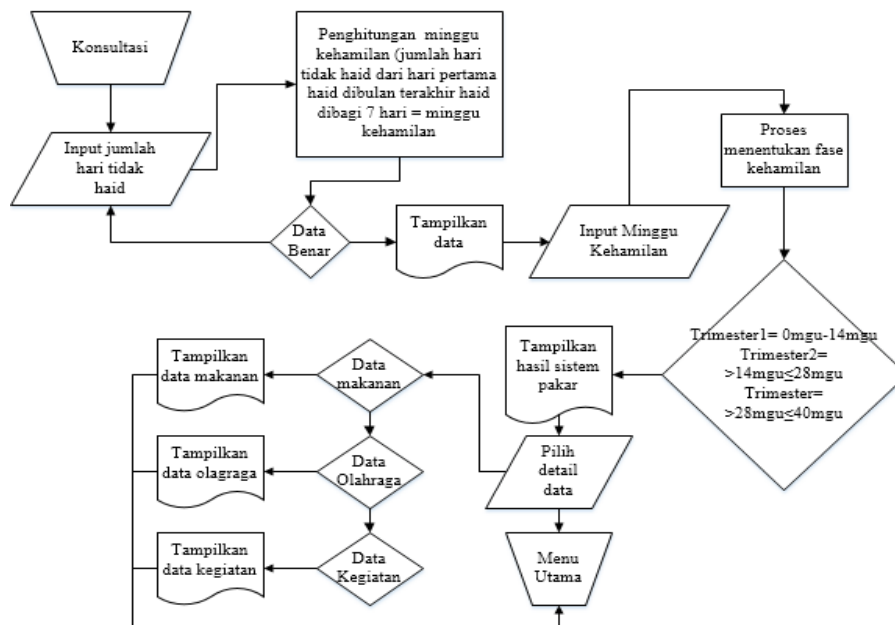 Konsultasi
Input jumlah
hari tidak
haid
Penghitungan minggu
kehamilan (jumlah hari
tidak haid dari hari pertama
haid dibulan terakhir haid
dibagi 7 hari = minggu
kehamilan
Data
Benar
Tampilkan
data
Input Minggu
Kehamilan
Proses
menentukan fase
kehamilan
Trimester1= 0mgu-14mgu
Trimester2=
>14mgu≤28mgu
Trimester=
>28mgu≤40mgu
Tampilkan
hasil sistem
pakar
Pilih
detail
data
Menu
Utama
Data
makanan
Tampilkan
data makanan
Data
Olahraga
Tampilkan
data olagraga
Data
Kegiatan
Tampilkan
data kegiatan